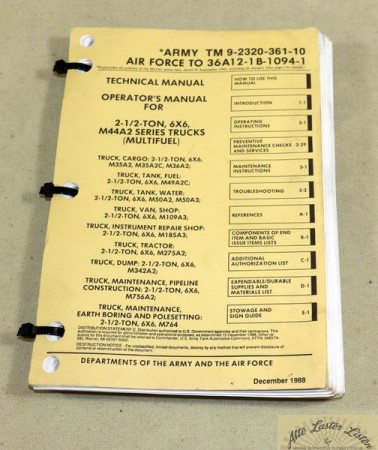 *ARMY TM 9-2320-361-10
AIR FORCE TO 36A12-1B-1094-1
TECHNICAL MANUAL
OPERATOR'S MANUAL
FOR
2-1/2-TON, 6X6,
M44A2 SERIES TRUCKS
(MULTIFUEL)
TRUCK, CARGO: 2-1/2-TON, 6X6,
M35A2, M35A2C, M36A2;
TRUCK, TANK, FUEL:
2-1/2-TON, 6X6, M49A2C;
TRUCK, TANK, WATER:
2-1/2-TON, 6X6, M50A2, M50A3;
TRUCK, VAN, SHOP:
2-1/2-TON, 6X6, M109A3;
TRUCK, INSTRUMENT REPAIR SHOP:
2-1/2-TON, 6X6, M185A3;
TRUCK, TRACTOR:
2-1/2-TON, 6X6, M275A2;
TRUCK, DUMP: 2-1/2-TON, 6X6,
M342A2;
TRUCK, MAINTENANCE, PIPELINE
CONSTRUCTION: 2-1/2-TON, 6X6,
M756A2;
TRUCK, MAINTENANCE,
EARTH BORING AND POLESETTING:
2-1/2-TON, 6X6, M764
HOW TO USE THIS
MANUAL
INTRODUCTION 1-1
OPERATING
INSTRUCTIONS 2-1
PREVENTIVE
MAINTENANCE CHECKS
AND SERVICES 2-29
MAINTENANCE
INSTRUCTIONS 3-1
TROUBLESHOOTING 3-2
REFERENCES A-1
COMPONENTS OF END
ITEM AND BASIC
ISSUE ITEMS LISTS B-1
ADDITIONAL
AUTHORIZATION LIST C-1
EXPENDABLE/DURABLE
SUPPLIES AND
MATERIALS LIST D-1
STOWAGE AND
SIGN GUIDE E-1
DEPARTMENTS OF THE ARMY AND THE AIR FORCE
December 1988
Alte Laster Listen